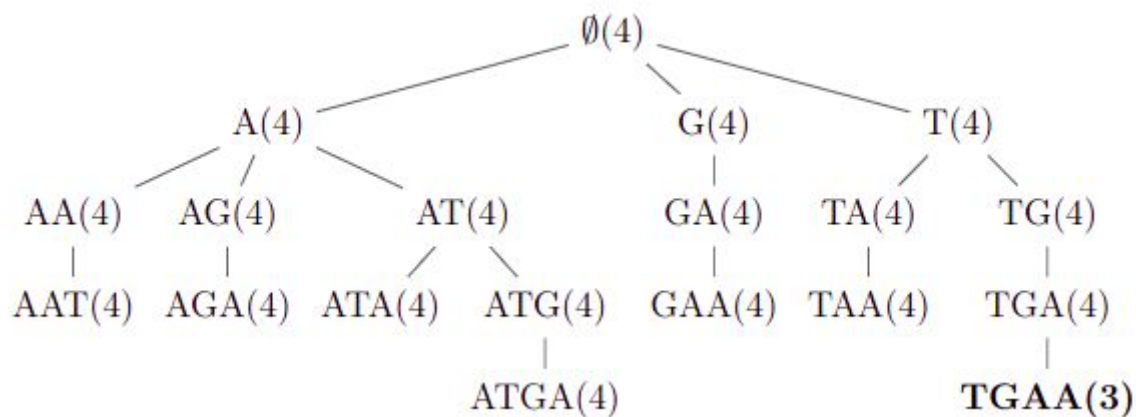 ∅(4)
A(4) G(4) T(4)
AA(4) AG(4) AT(4) GA(4) TA(4) TG(4)
AAT(4) AGA(4) ATA(4) ATG(4) GAA(4) TAA(4) TGA(4)
ATGA(4) TGAA(3)